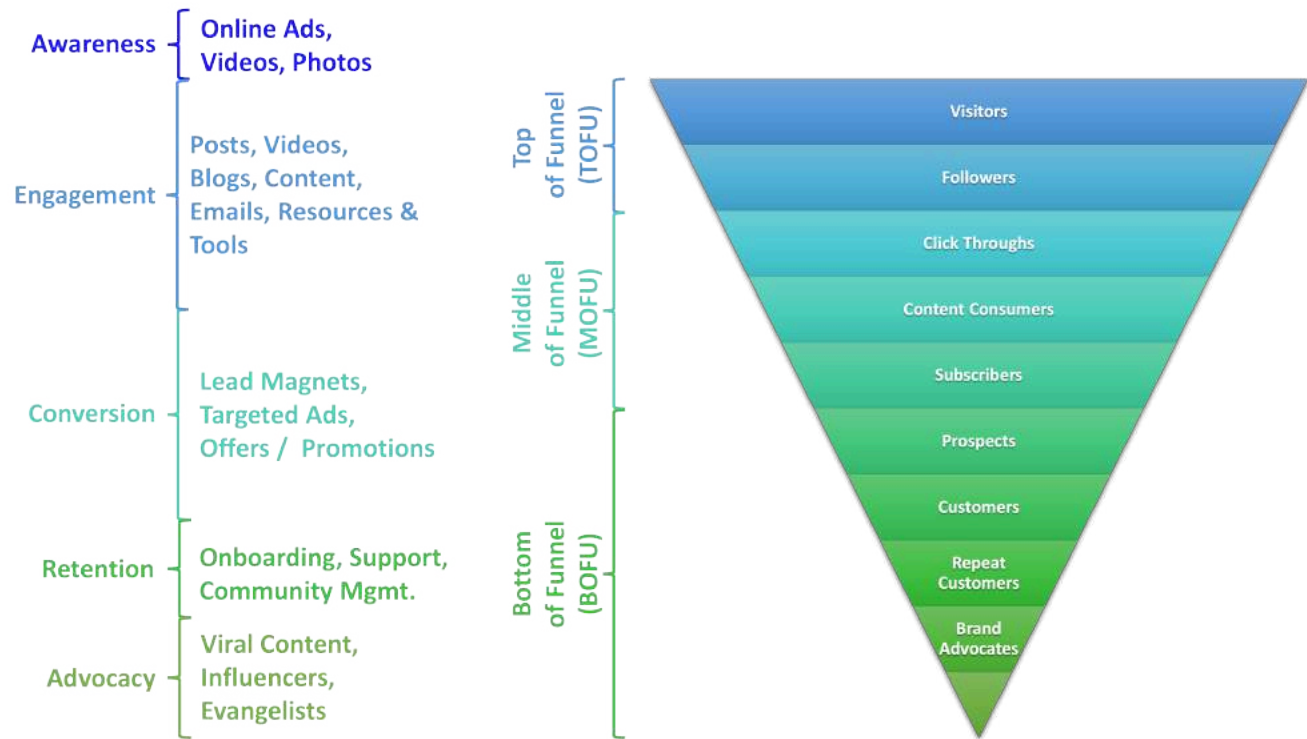 Awareness
Online Ads,
Videos, Photos
Engagement
Posts, Videos,
Blogs, Content,
Emails, Resources &
Tools
Conversion
Lead Magnets,
Targeted Ads,
Offers / Promotions
Retention
Onboarding, Support,
Community Mgmt.
Advocacy
Viral Content,
Influencers,
Evangelists
Top
of Funnel
(TOFU)
Middle
of Funnel
(MOFU)
Bottom
of Funnel
(BOFU)
Visitors
Followers
Click Throughs
Content Consumers
Subscribers
Prospects
Customers
Repeat
Customers
Brand
Advocates